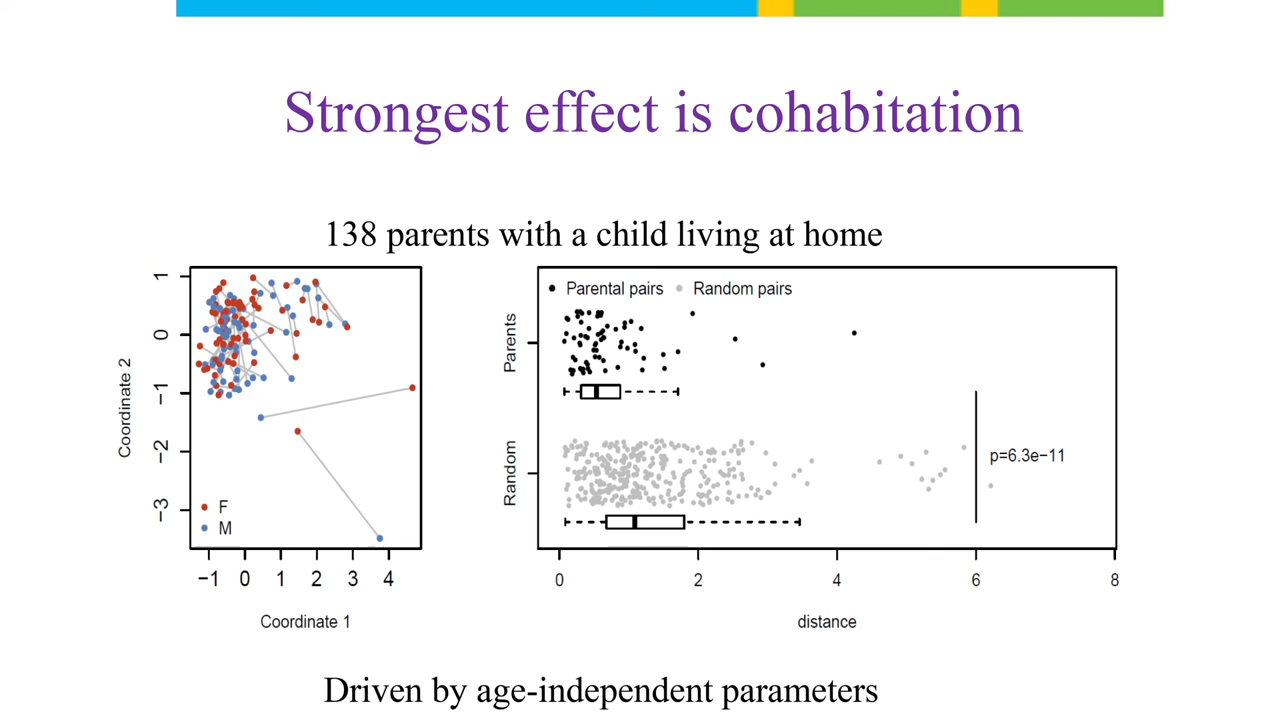 Strongest effect is cohabitation
138 parents with a child living at home
1
0
−1
−2
−3
Coordinate 2
F
M
−1 0 1 2 3 4
Coordinate 1
Parental pairs Random pairs
Parents
Random
p=6.3e−11
0 2 4 6 8
distance
Driven by age-independent parameters